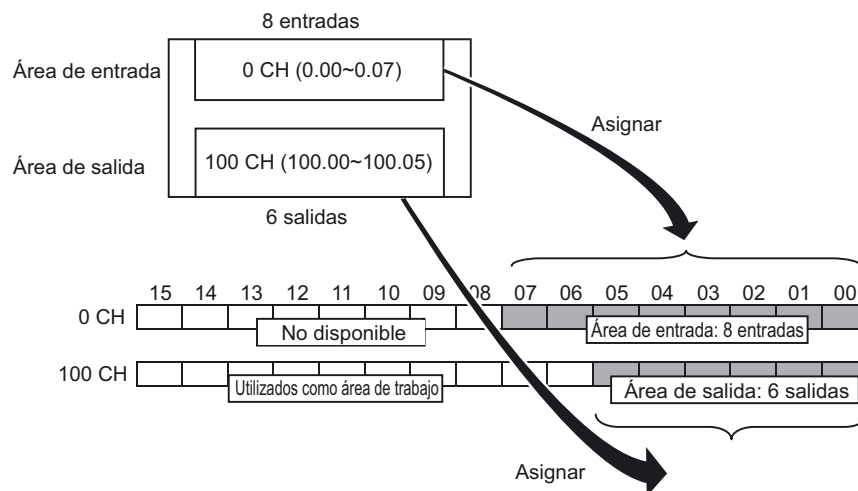 8 entradas
Área de entrada
0 CH (0.00~0.07)
Asignar
Área de salida
100 CH (100.00~100.05)
6 salidas
15 14 13 12 11 10 09 08 07 06 05 04 03 02 01 00
0 CH
No disponible
Área de entrada: 8 entradas
100 CH
Utilizados como área de trabajo
Área de salida: 6 salidas
Asignar